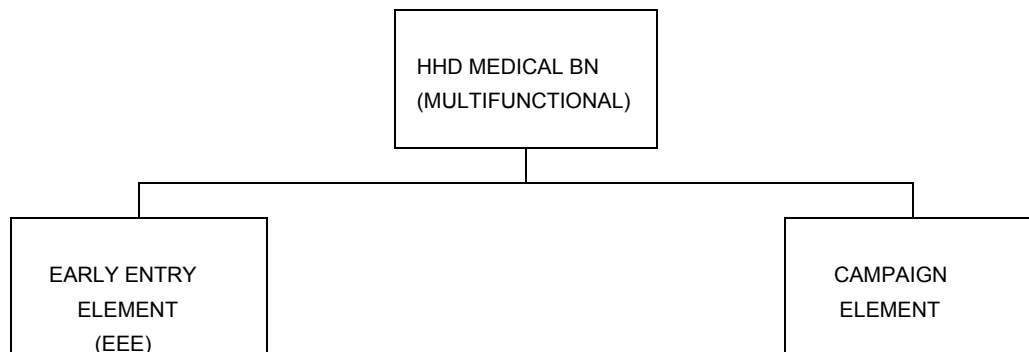 HHD MEDICAL BN
(MULTIFUNCTIONAL)
EARLY ENTRY
ELEMENT
(EEE)
CAMPAIGN
ELEMENT